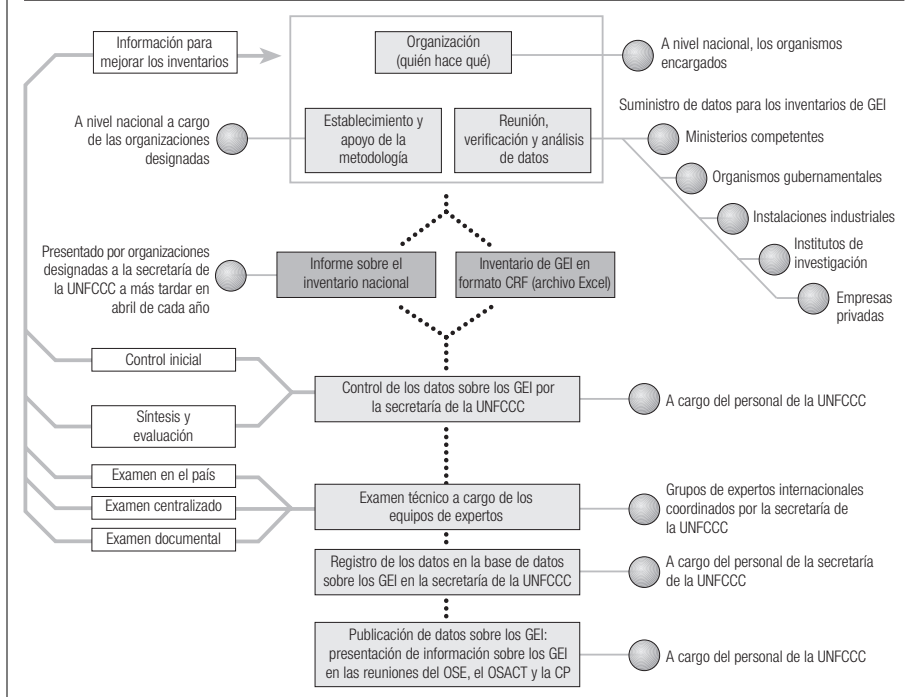 Información para
mejorar los inventarios
Organización
(quién hace qué)
A nivel nacional, los organismos
encargados
A nivel nacional a cargo
de las organizaciones
designadas
Establecimiento y
apoyo de la
metodología
Reunión,
verificación y análisis
de datos
Suministro de datos para los inventarios de GEI
Ministerios competentes
Organismos gubernamentales
Instalaciones industriales
Institutos de
investigación
Empresas
privadas
Presentado por organizaciones
designadas a la secretaría de
la UNFCCC a más tardar en
abril de cada año
Informe sobre el
inventario nacional
Inventario de GEI en
formato CRF (archivo Excel)
Control inicial
Síntesis y
evaluación
Control de los datos sobre los GEI por
la secretaría de la UNFCCC
A cargo del personal de la UNFCCC
Examen en el país
Examen centralizado
Examen documental
Examen técnico a cargo de los
equipos de expertos
Grupos de expertos internacionales
coordinados por la secretaría de
la UNFCCC
Registro de los datos en la base de datos
sobre los GEI en la secretaría de la UNFCCC
A cargo del personal de la secretaría
de la UNFCCC
Publicación de datos sobre los GEI:
presentación de información sobre los GEI
en las reuniones del OSE, el OSACT y la CP
A cargo del personal de la UNFCCC